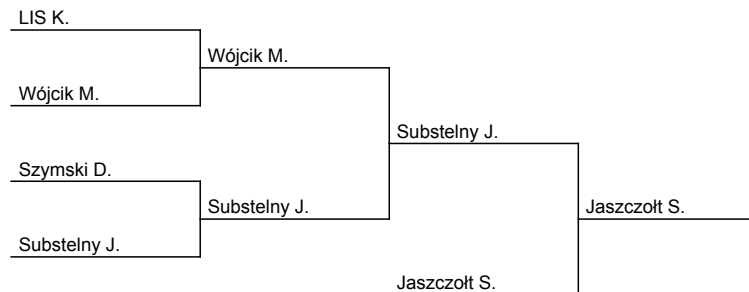 LIS K.
Wójcik M.
Wójcik M.
Substelny J.
Szymski D.
Substelny J.
Jaszczołt S.
Substelny J.
Jaszczołt S.